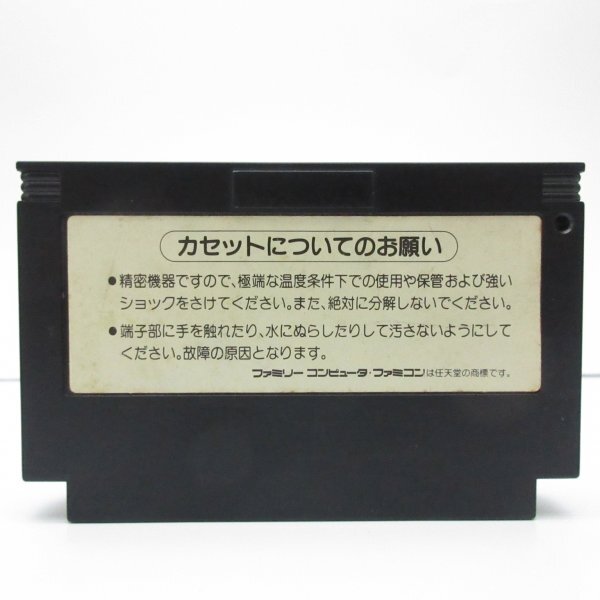 カセットについてのお願い
●精密機器ですので、極端な温度条件下での使用や保管および強い
ショックをさけてください。また、絶対に分解しないでください。
●端子部に手を触れたり、水にぬらしたりして汚さないようにして
ください。故障の原因となります。
ファミリー コンピュータ・ファミコンは任天堂の商標です。